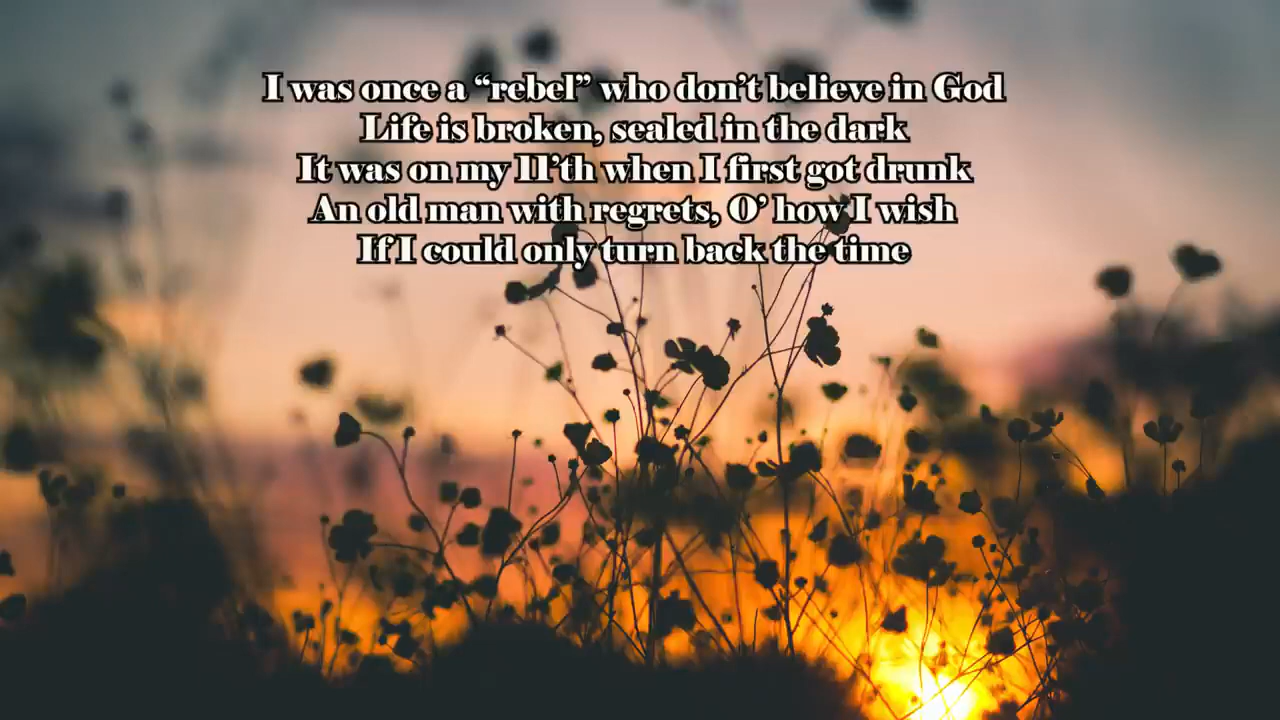 I was once a “rebel” who don’t believe in God
Life is broken, sealed in the dark
It was on my 11’th when I first got drunk
An old man with regrets, O’ how I wish
If I could only turn back the time